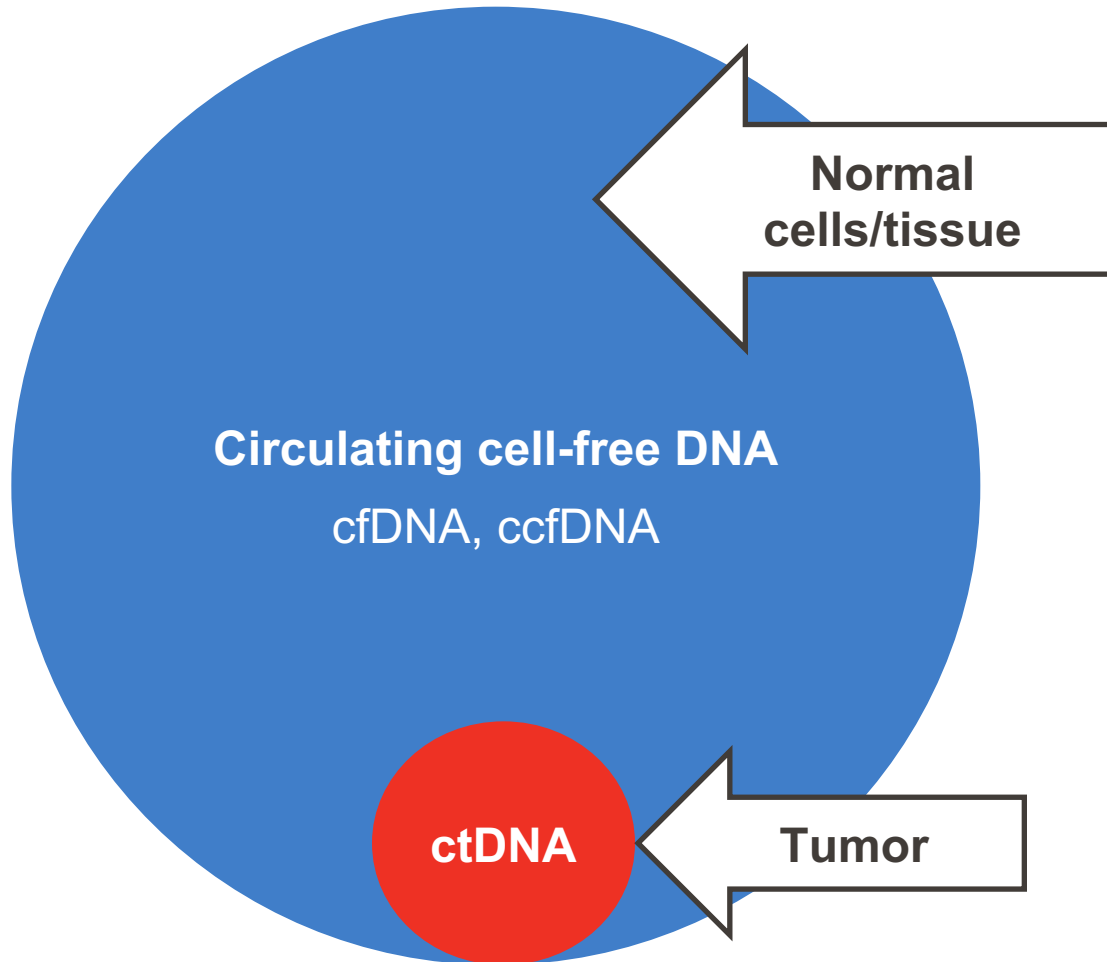 Normal
cells/tissue
Circulating cell-free DNA
cfDNA, ccfDNA
ctDNA
Tumor